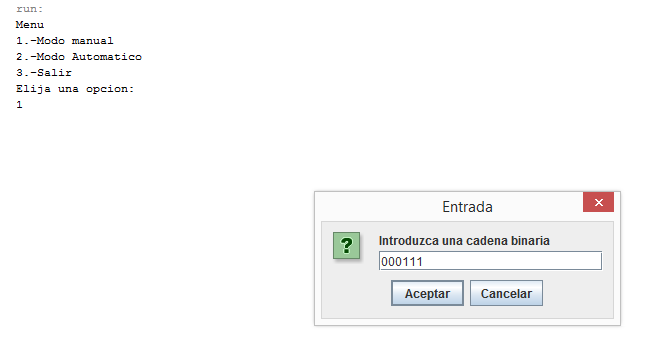 run:
Menu
1.-Modo manual
2.-Modo Automatico
3.-Salir
Elija una opcion:
1
Entrada
?
Introduzca una cadena binaria
000111
Aceptar
Cancelar